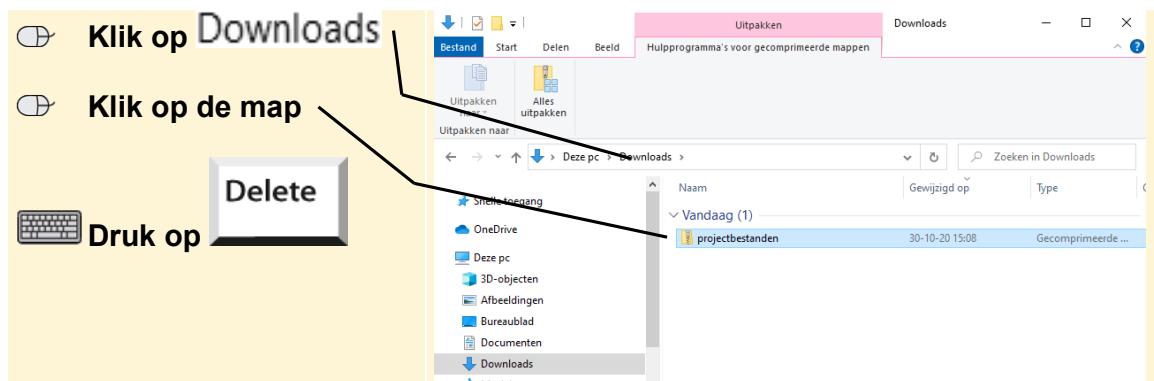 Klik op Downloads
Klik op de map
Delete
Druk op
Uitpakken
Downloads
Bestand Start Delen Beeld Hulpprogramma's voor gecomprimeerde mappen
Uitpakken naar
Alles uitpakken
Uitpakken naar
Deze pc › Downloads ›
Zoeken in Downloads
Naam Gewijzigd op Type
Snelle toegang
Vandaag (1)
OneDrive
projectbestanden 30-10-20 15:08 Gecomprimeerde ...
Deze pc
3D-objecten
Afbeeldingen
Bureaublad
Documenten
Downloads